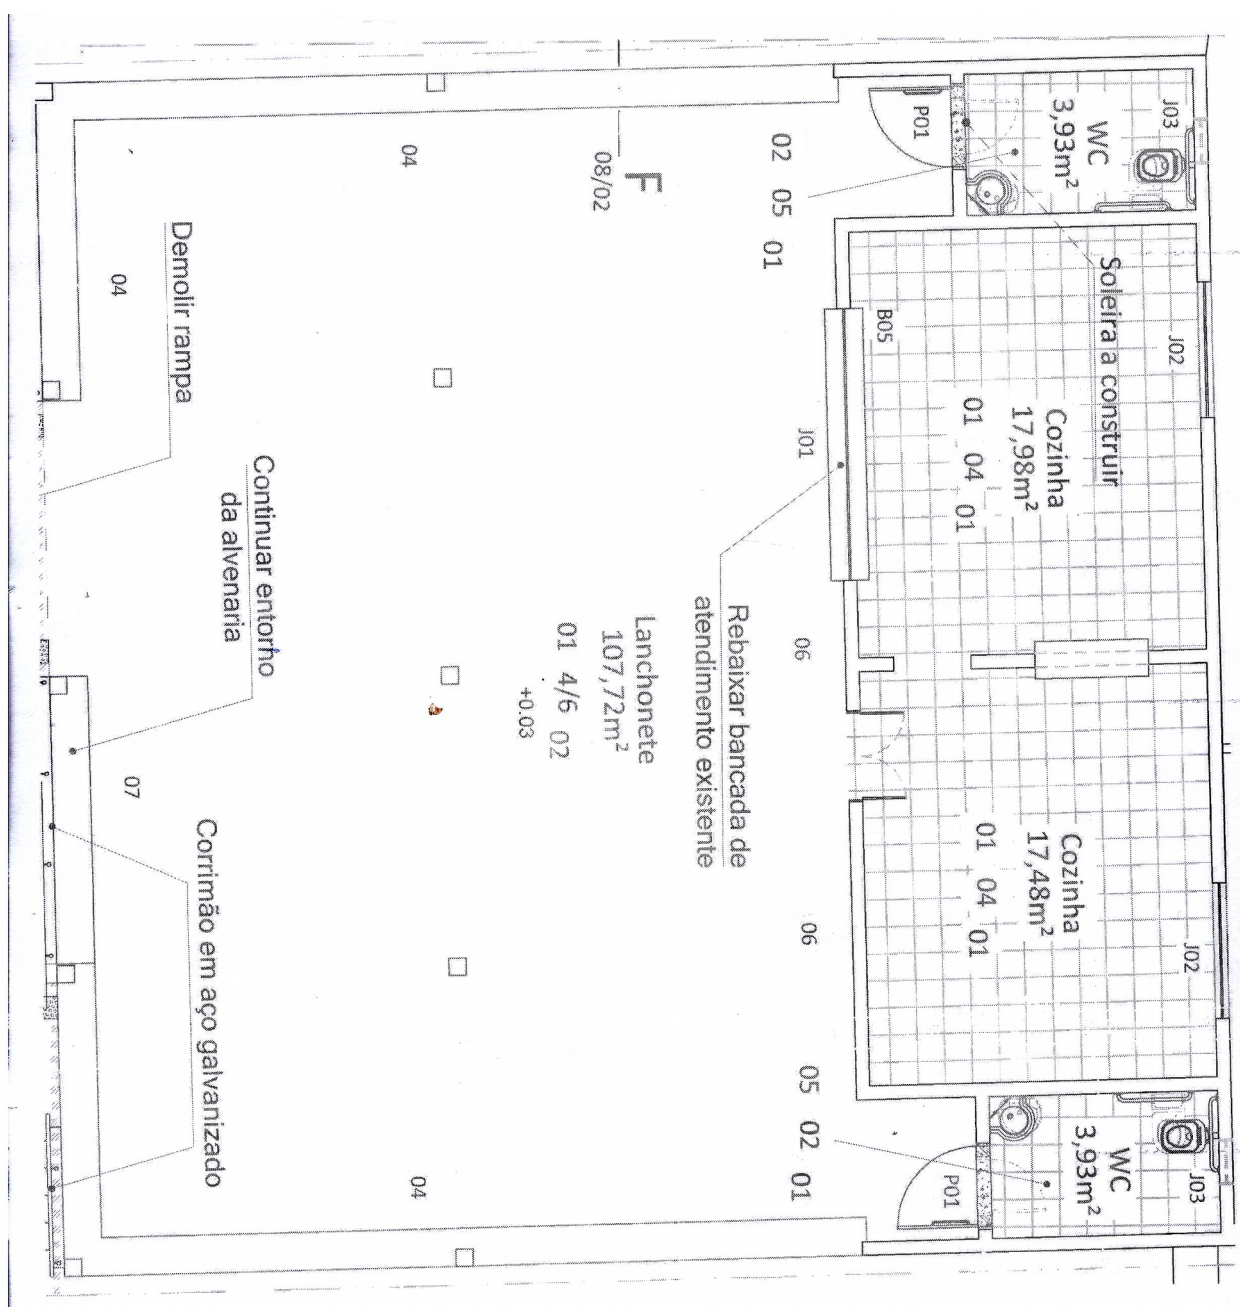 J03
J02
J02
J03
WC
3,93m²
Soleira a construir
Cozinha
17,98m²
01 04 01
Cozinha
17,48m²
01 04 01
WC
3,93m²
P01
B05
P01
02 05 01
J01
06
06
05 02 01
Rebaixar bancada de
atendimento existente
F
08/02
Lanchonete
107,72m²
01 4/6 02
+0.03
04
04
Continuar entorno
da alvenaria
Corrimão em aço galvanizado
Demolir rampa
04
07